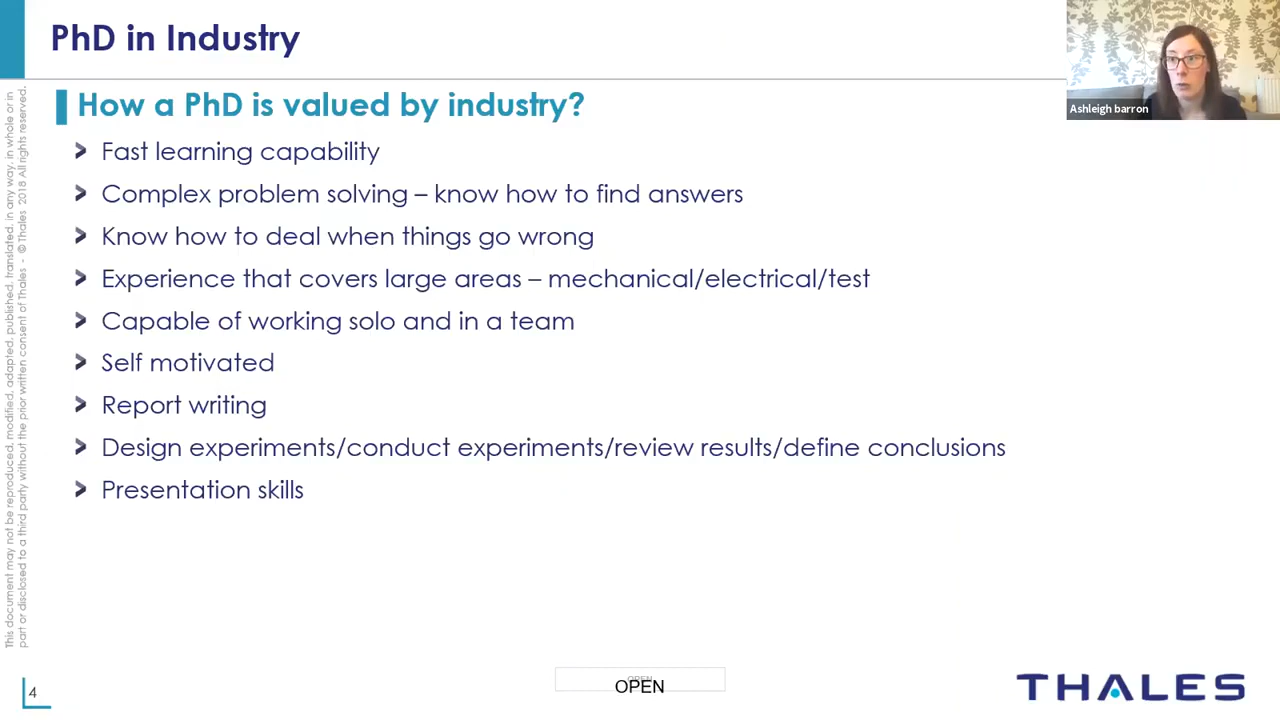 PhD in Industry
How a PhD is valued by industry?
Fast learning capability
Complex problem solving – know how to find answers
Know how to deal when things go wrong
Experience that covers large areas – mechanical/electrical/test
Capable of working solo and in a team
Self motivated
Report writing
Design experiments/conduct experiments/review results/define conclusions
Presentation skills
Ashleigh barron
This document may not be reproduced, modified, adapted, published, translated, in any way, in whole or in
part or disclosed to a third party without the prior written consent of Thales - © Thales 2018 All rights reserved.
4
OPEN
OPEN
THALES